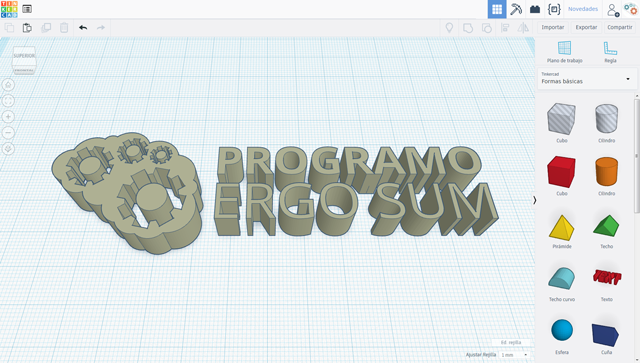 TIN
KER
CAD
Novedades
Importar
Exportar
Compartir
SUPERIOR
Plano de trabajo
Regla
Tinkercad
Formas básicas
PROGRAMO
ERGO SUM
Cubo
Cilindro
Cubo
Cilindro
Pirámide
Techo
TEXT
Techo curvo
Texto
Esfera
Cuña
Ed. rejilla
Ajustar Rejilla
1 mm